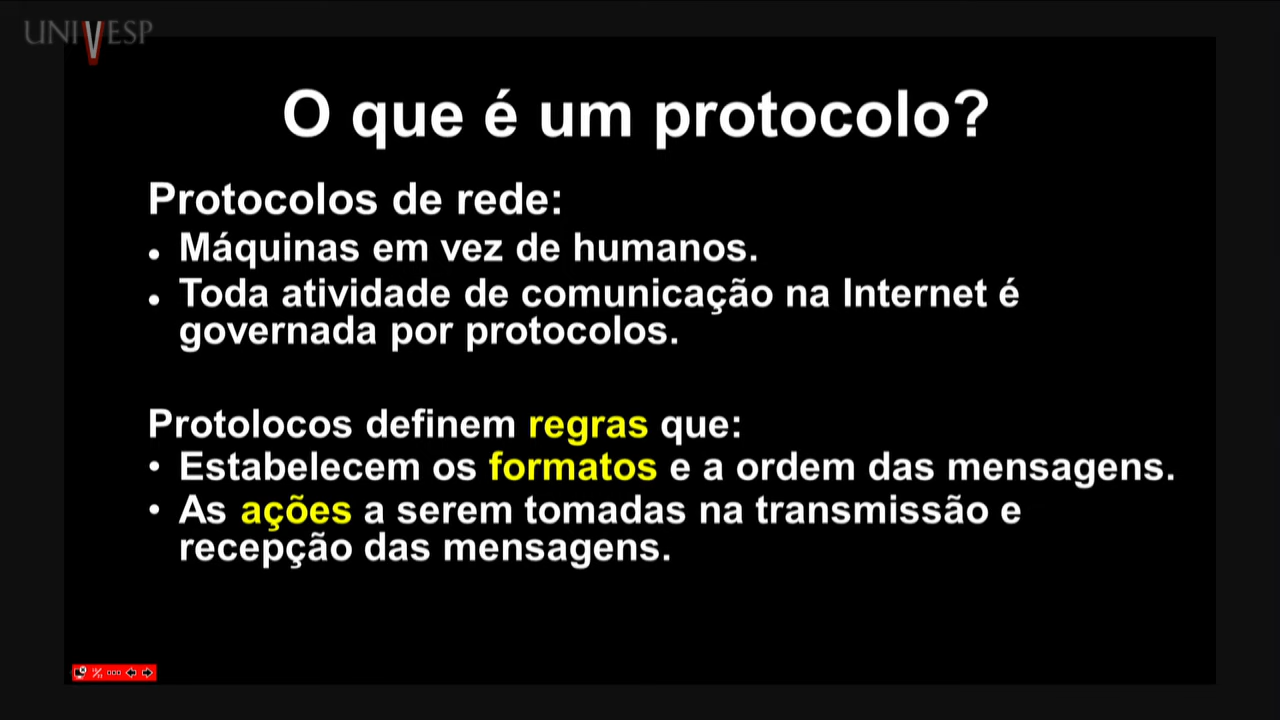 UNIVESP
O que é um protocolo?
Protocolos de rede:
• Máquinas em vez de humanos.
• Toda atividade de comunicação na Internet é
governada por protocolos.
Protolocos definem regras que:
• Estabelecem os formatos e a ordem das mensagens.
• As ações a serem tomadas na transmissão e
recepção das mensagens.